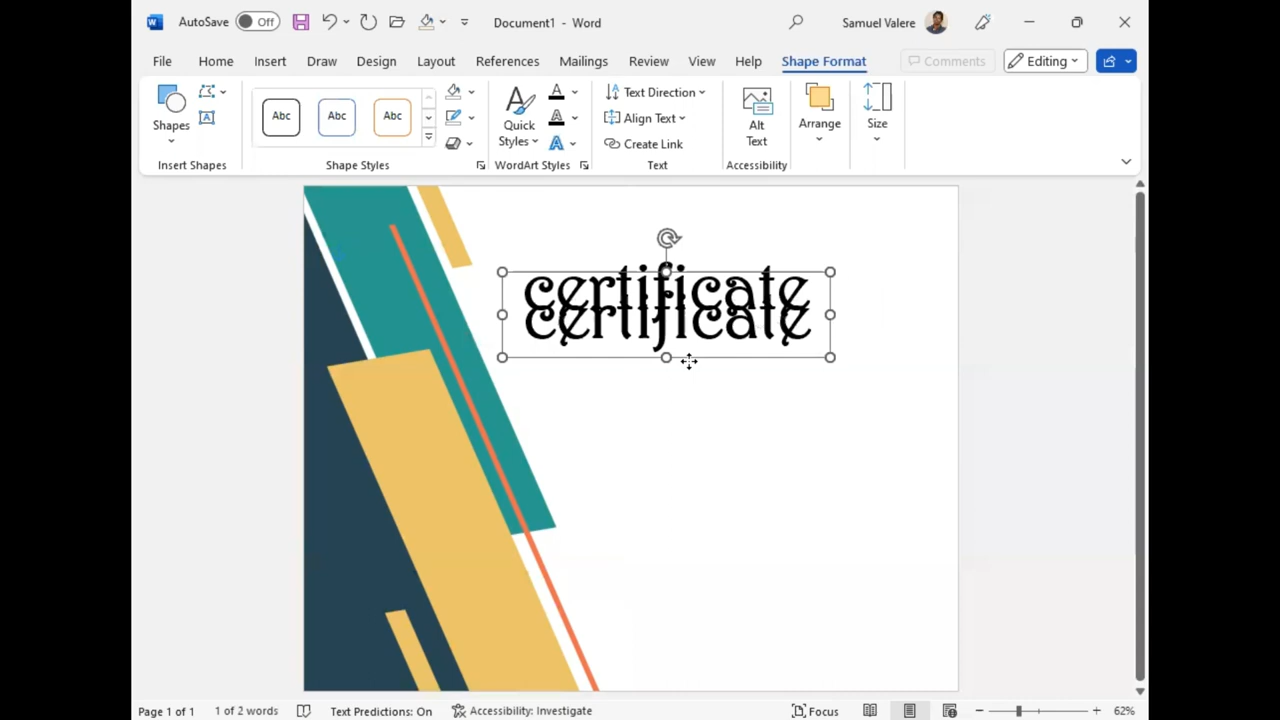 AutoSave Off Document1 - Word Samuel Valere
File Home Insert Draw Design Layout References Mailings Review View Help Shape Format Comments Editing
Shapes
Abc Abc Abc
Quick
Styles
A
A
A
Text Direction
Align Text
Create Link
Alt
Text
Arrange
Size
Insert Shapes Shape Styles WordArt Styles Text Accessibility
certificate
certificate
Page 1 of 1 1 of 2 words Text Predictions: On Accessibility: Investigate Focus 62%